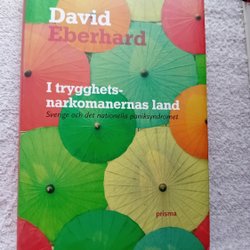 David
Eberhard
I trygghets-
narkomanernas land
Sverige och det nationella paniksyndromet
prisma